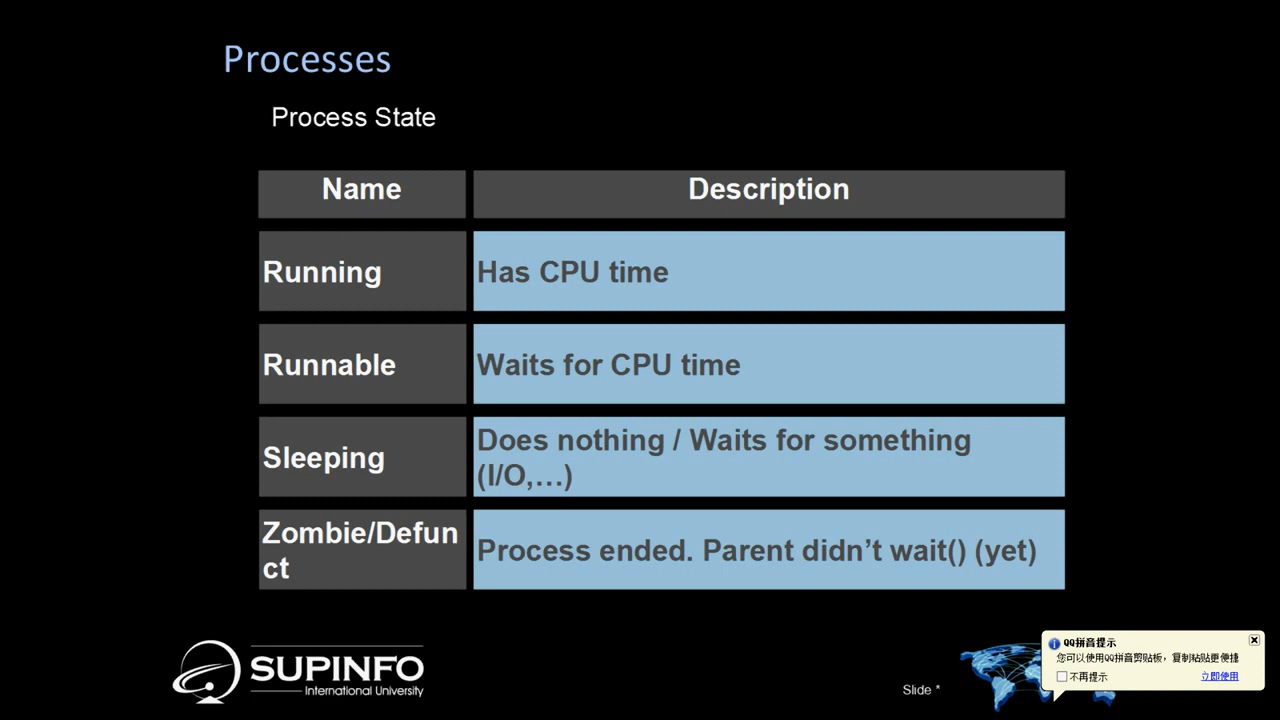 Processes
Process State
Name
Description
Running
Has CPU time
Runnable
Waits for CPU time
Sleeping
Does nothing / Waits for something
(I/O,…)
Zombie/Defun
ct
Process ended. Parent didn’t wait() (yet)
SUPINFO
International University
Slide *
QQ拼音提示
您可以使用QQ拼音剪贴板，复制粘贴更便捷
不再提示
立即使用